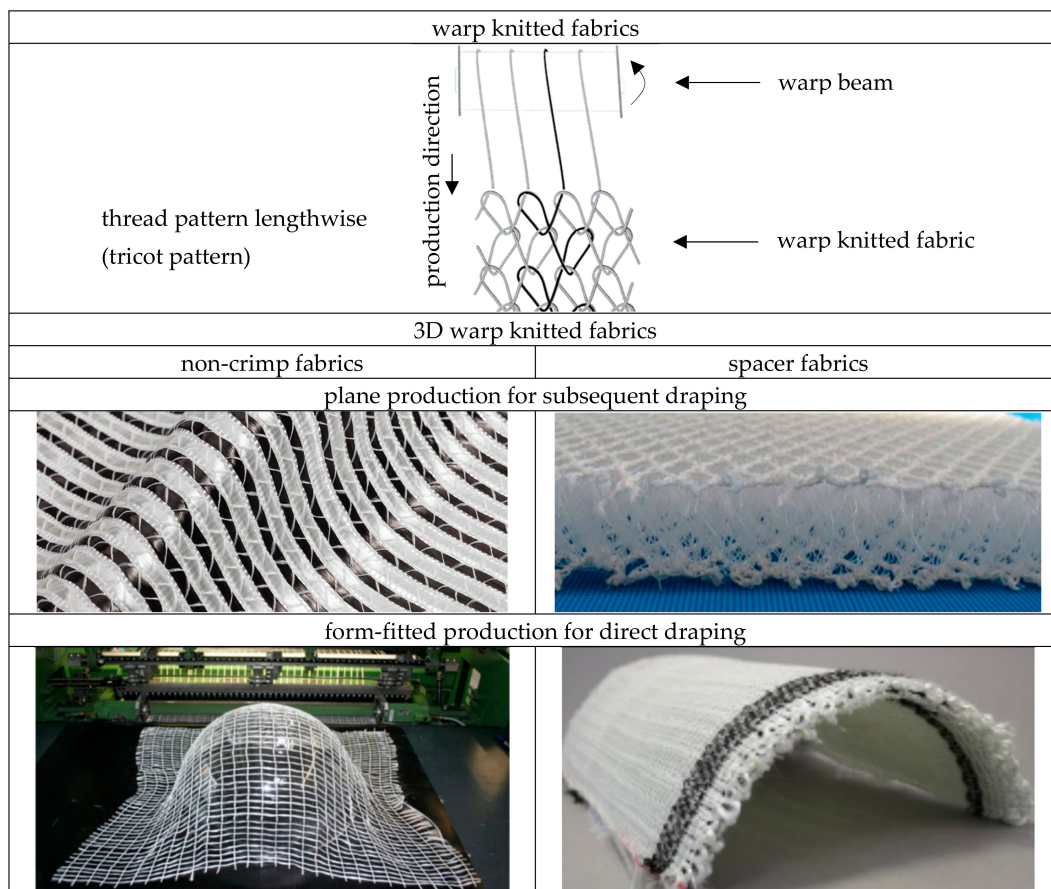 warp knitted fabrics
production direction
warp beam
thread pattern lengthwise
(tricot pattern)
warp knitted fabric
3D warp knitted fabrics
non-crimp fabrics
spacer fabrics
plane production for subsequent draping
form-fitted production for direct draping